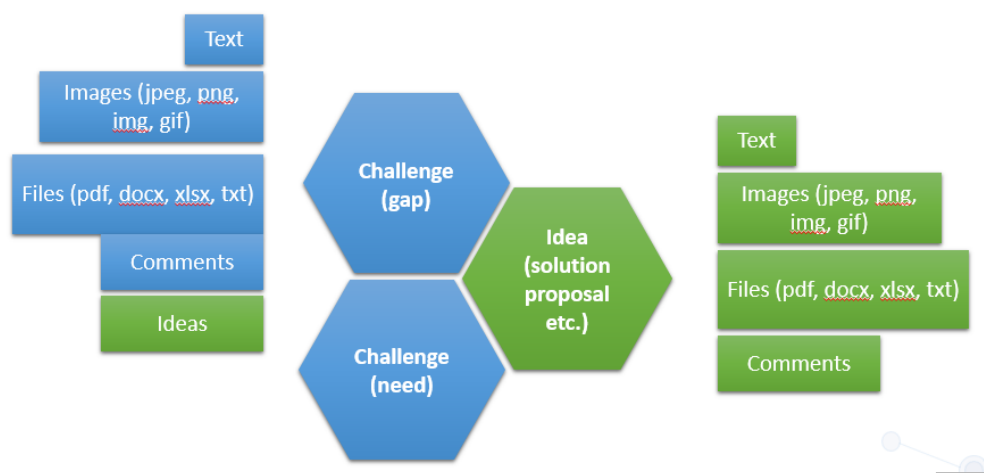 Text
Images (jpeg, png,
img, gif)
Files (pdf, docx, xlsx, txt)
Comments
Ideas
Challenge
(gap)
Challenge
(need)
Idea
(solution
proposal
etc.)
Text
Images (jpeg, png,
img, gif)
Files (pdf, docx, xlsx, txt)
Comments